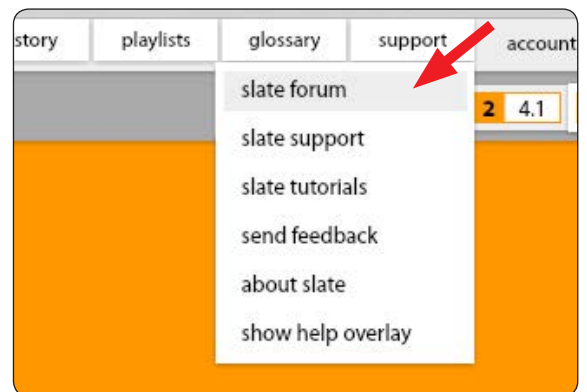 story playlists glossary support account
slate forum
2 4.1
slate support
slate tutorials
send feedback
about slate
show help overlay